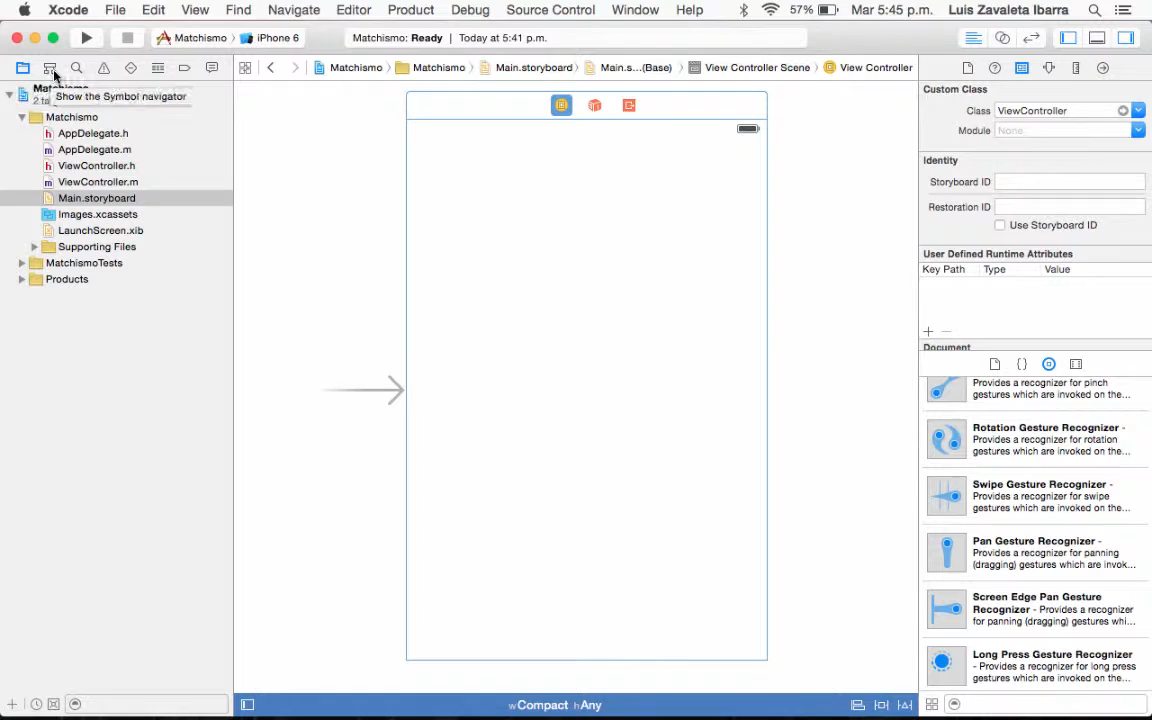 Xcode File Edit View Find Navigate Editor Product Debug Source Control Window Help 57% Mar 5:45 p.m. Luis Zavaleta Ibarra
Matchismo iPhone 6 Matchismo: Ready | Today at 5:41 p.m.
Matchismo Matchismo Main.storyboard Main.s...(Base) View Controller Scene View Controller
Show the Symbol navigator
Matchismo
AppDelegate.h
AppDelegate.m
ViewController.h
ViewController.m
Main.storyboard
Images.xcassets
LaunchScreen.xib
Supporting Files
MatchismoTests
Products
wCompact hAny
Custom Class
Class ViewController
Module None
Identity
Storyboard ID
Restoration ID
Use Storyboard ID
User Defined Runtime Attributes
Key Path Type Value
Document
{ }
Provides a recognizer for pinch
gestures which are invoked on the...
Rotation Gesture Recognizer -
Provides a recognizer for rotation
gestures which are invoked on the...
Swipe Gesture Recognizer -
Provides a recognizer for swipe
gestures which are invoked on the...
Pan Gesture Recognizer -
Provides a recognizer for panning
(dragging) gestures which are invok...
Screen Edge Pan Gesture
Recognizer - Provides a recognizer
for panning (dragging) gestures whi...
Long Press Gesture Recognizer
- Provides a recognizer for long press
gestures which are invoked on the...